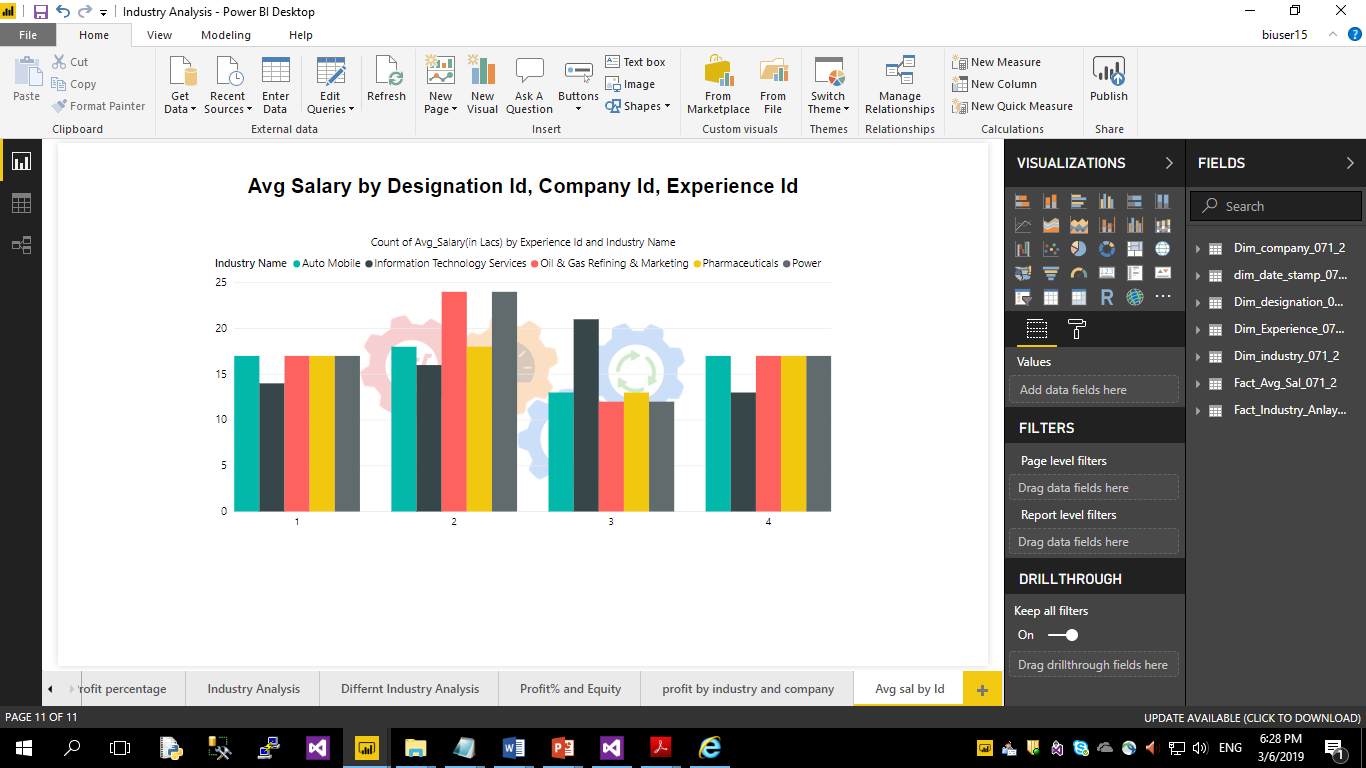 Industry Analysis - Power BI Desktop
File Home View Modeling Help biuser15
Paste Cut Copy Format Painter
Clipboard
Get Data Recent Sources Enter Data Edit Queries Refresh
External data
New Page New Visual Ask A Question Buttons Text box Image Shapes
Insert
From Marketplace From File
Custom visuals
Switch Theme
Themes
Manage Relationships
Relationships
New Measure
New Column
New Quick Measure
Calculations
Publish
Share
Avg Salary by Designation Id, Company Id, Experience Id
Count of Avg_Salary(in Lacs) by Experience Id and Industry Name
Industry Name Auto Mobile Information Technology Services Oil & Gas Refining & Marketing Pharmaceuticals Power
25
20
15
10
5
0
1 2 3 4
VISUALIZATIONS
R
Values
Add data fields here
FILTERS
Page level filters
Drag data fields here
Report level filters
Drag data fields here
DRILLTHROUGH
Keep all filters
On
Drag drillthrough fields here
FIELDS
Search
Dim_company_071_2
dim_date_stamp_07...
Dim_designation_0...
Dim_Experience_07...
Dim_industry_071_2
Fact_Avg_Sal_071_2
Fact_Industry_Anlay...
rofit percentage Industry Analysis Differnt Industry Analysis Profit% and Equity profit by industry and company Avg sal by Id
PAGE 11 OF 11 UPDATE AVAILABLE (CLICK TO DOWNLOAD)
ENG 6:28 PM
3/6/2019
1